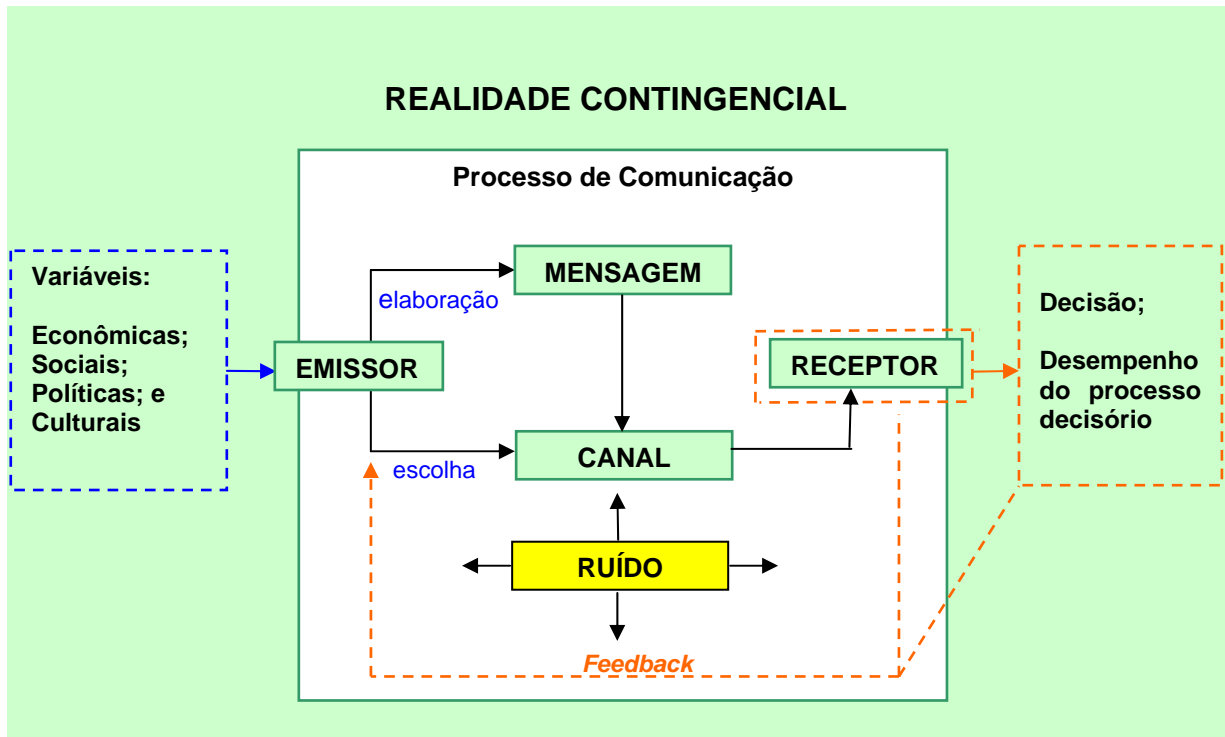 REALIDADE CONTINGENCIAL
Processo de Comunicação
Variáveis:
Econômicas;
Sociais;
Políticas; e
Culturais
EMISSOR
elaboração
MENSAGEM
escolha
CANAL
RUÍDO
Feedback
RECEPTOR
Decisão;
Desempenho
do processo
decisório